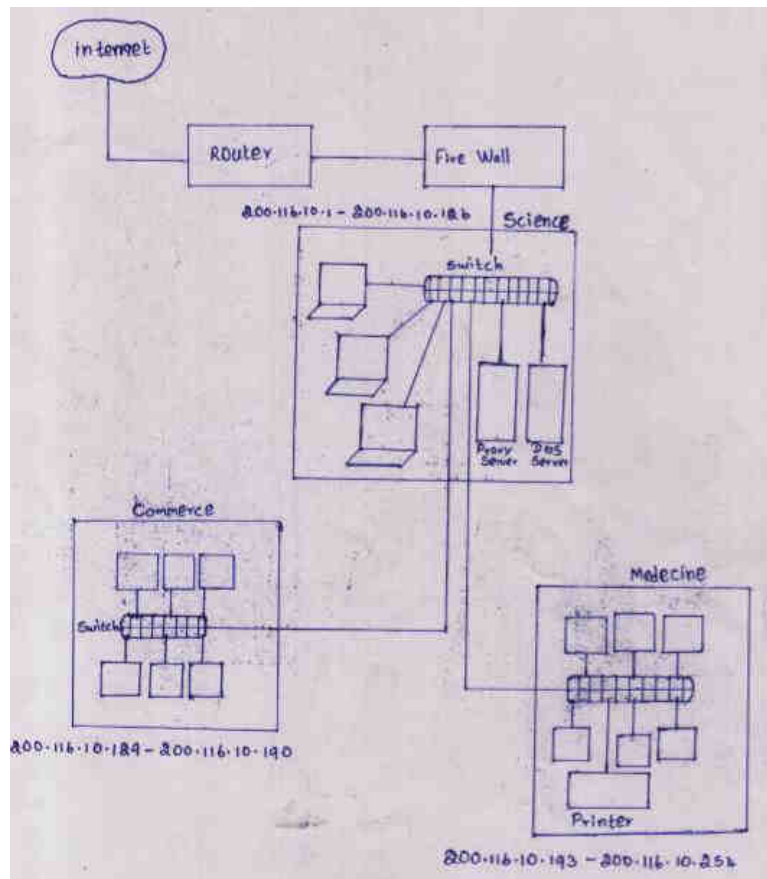 internet
Router
Fire Wall
200.116.10.1 - 200.116.10.126
Science
Switch
Proxy
Server
DNS
Server
Commerce
Switch
200.116.10.129 - 200.116.10.190
Medecine
Printer
200.116.10.193 - 200.116.10.254